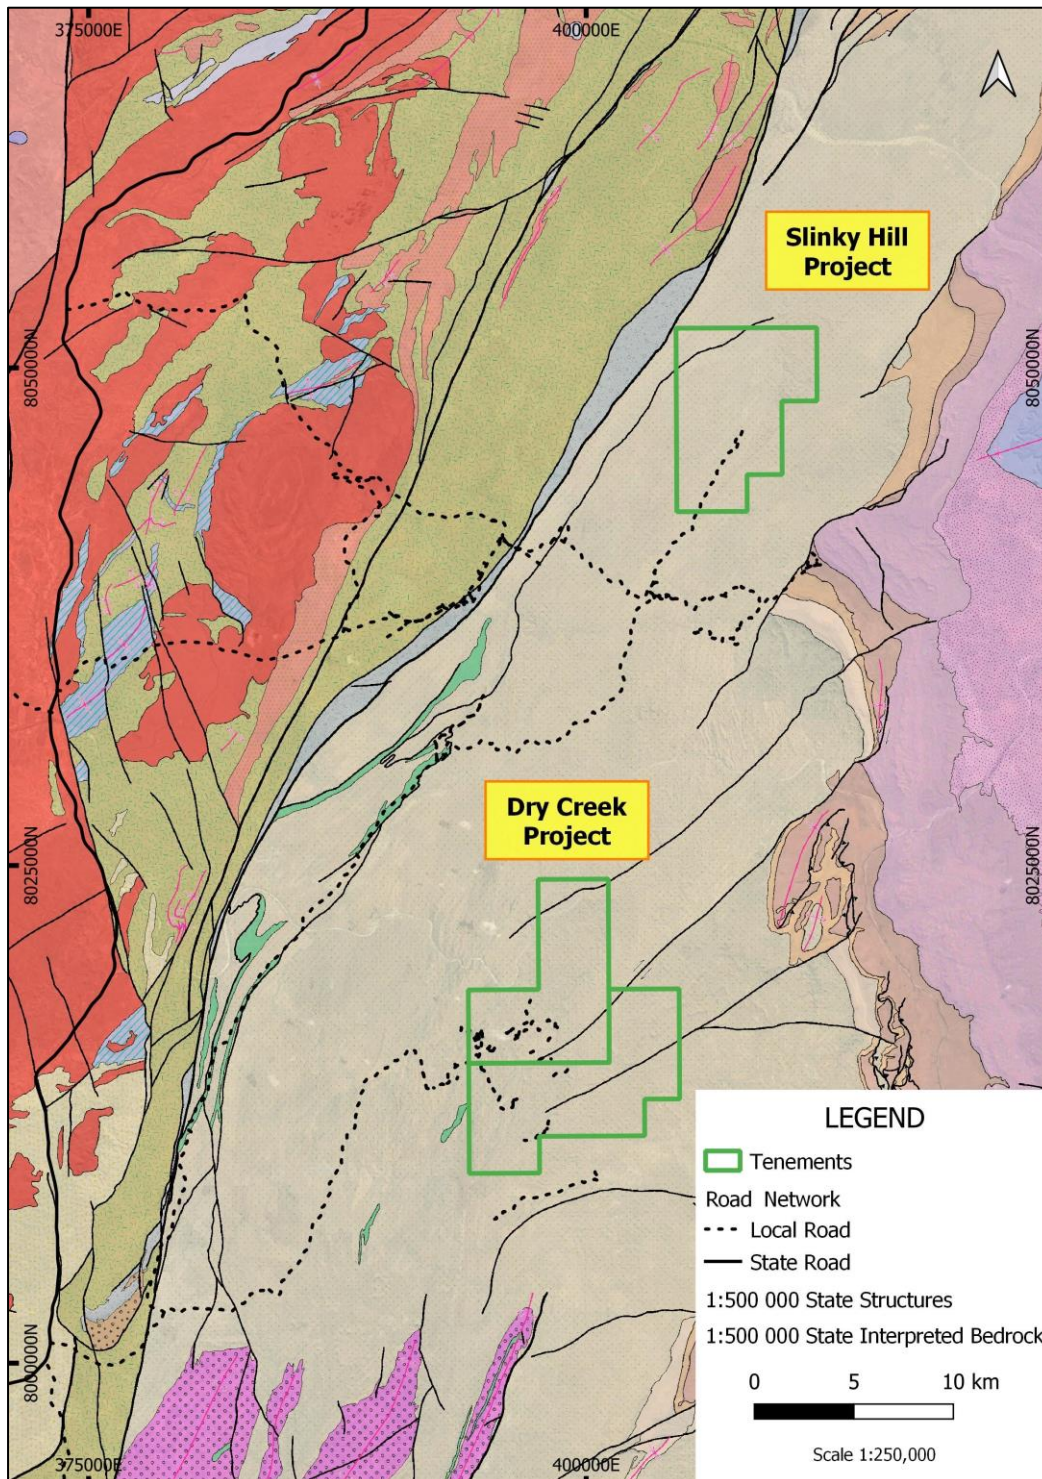 375000E
400000E
Slinky Hill
Project
8050000N
8050000N
Dry Creek
Project
8025000N
8025000N
LEGEND
Tenements
Road Network
Local Road
State Road
1:500 000 State Structures
1:500 000 State Interpreted Bedrock
0 5 10 km
Scale 1:250,000
8000000N
375000E
400000E